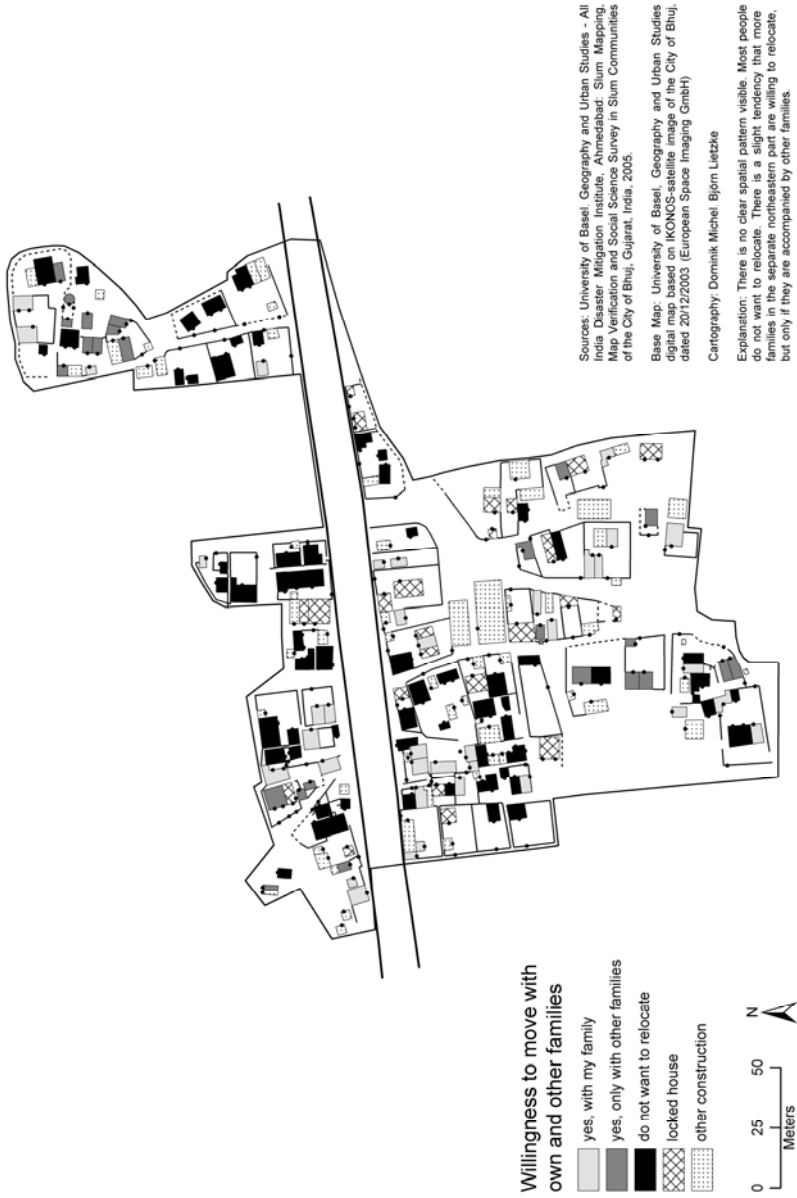 Willingness to move with
own and other families
yes, with my family
yes, only with other families
do not want to relocate
locked house
other construction
0 25 50
Meters
N
Sources: University of Basel, Geography and Urban Studies - All
India Disaster Mitigation Institute, Ahmedabad: Slum Mapping,
Map Verification and Social Science Survey in Slum Communities
of the City of Bhuj, Gujarat, India, 2005.
Base Map: University of Basel, Geography and Urban Studies
digital map based on IKONOS-satellite image of the City of Bhuj,
dated 20/12/2003 (European Space Imaging GmbH)
Cartography: Dominik Michel, Björn Lietzke
Explanation: There is no clear spatial pattern visible. Most people
do not want to relocate. There is a slight tendency that more
families in the separate northeastern part are willing to relocate,
but only if they are accompanied by other families.